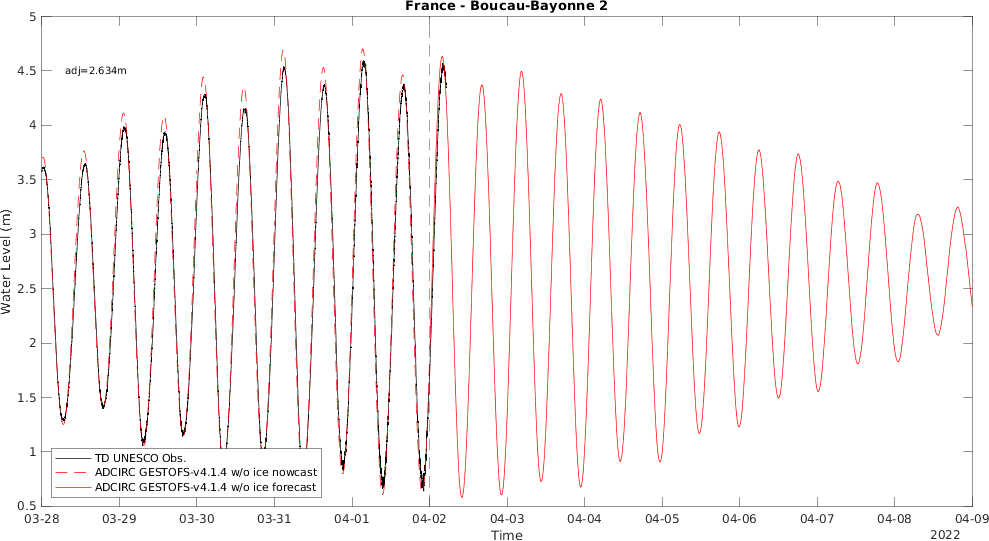 France - Boucau-Bayonne 2
adj=2.634m
Water Level (m)
5
4.5
4
3.5
3
2.5
2
1.5
1
0.5
TD UNESCO Obs.
ADCIRC GESTOFS-v4.1.4 w/o ice nowcast
ADCIRC GESTOFS-v4.1.4 w/o ice forecast
03-28 03-29 03-30 03-31 04-01 04-02 04-03 04-04 04-05 04-06 04-07 04-08 04-09
Time
2022